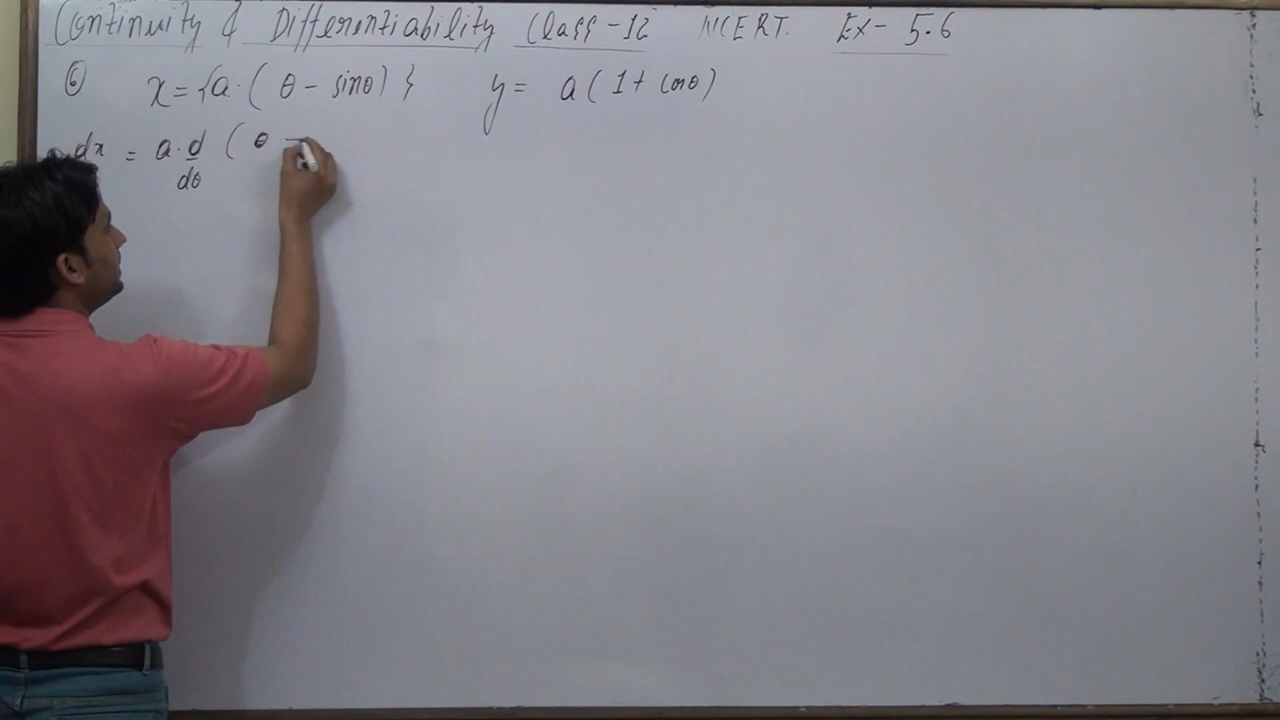 Continuity & Differentiability Class-12 NCERT. Ex- 5.6
⑥ x = {a·(θ - sinθ)} y = a(1 + cosθ)
dx = a·d/dθ (θ -